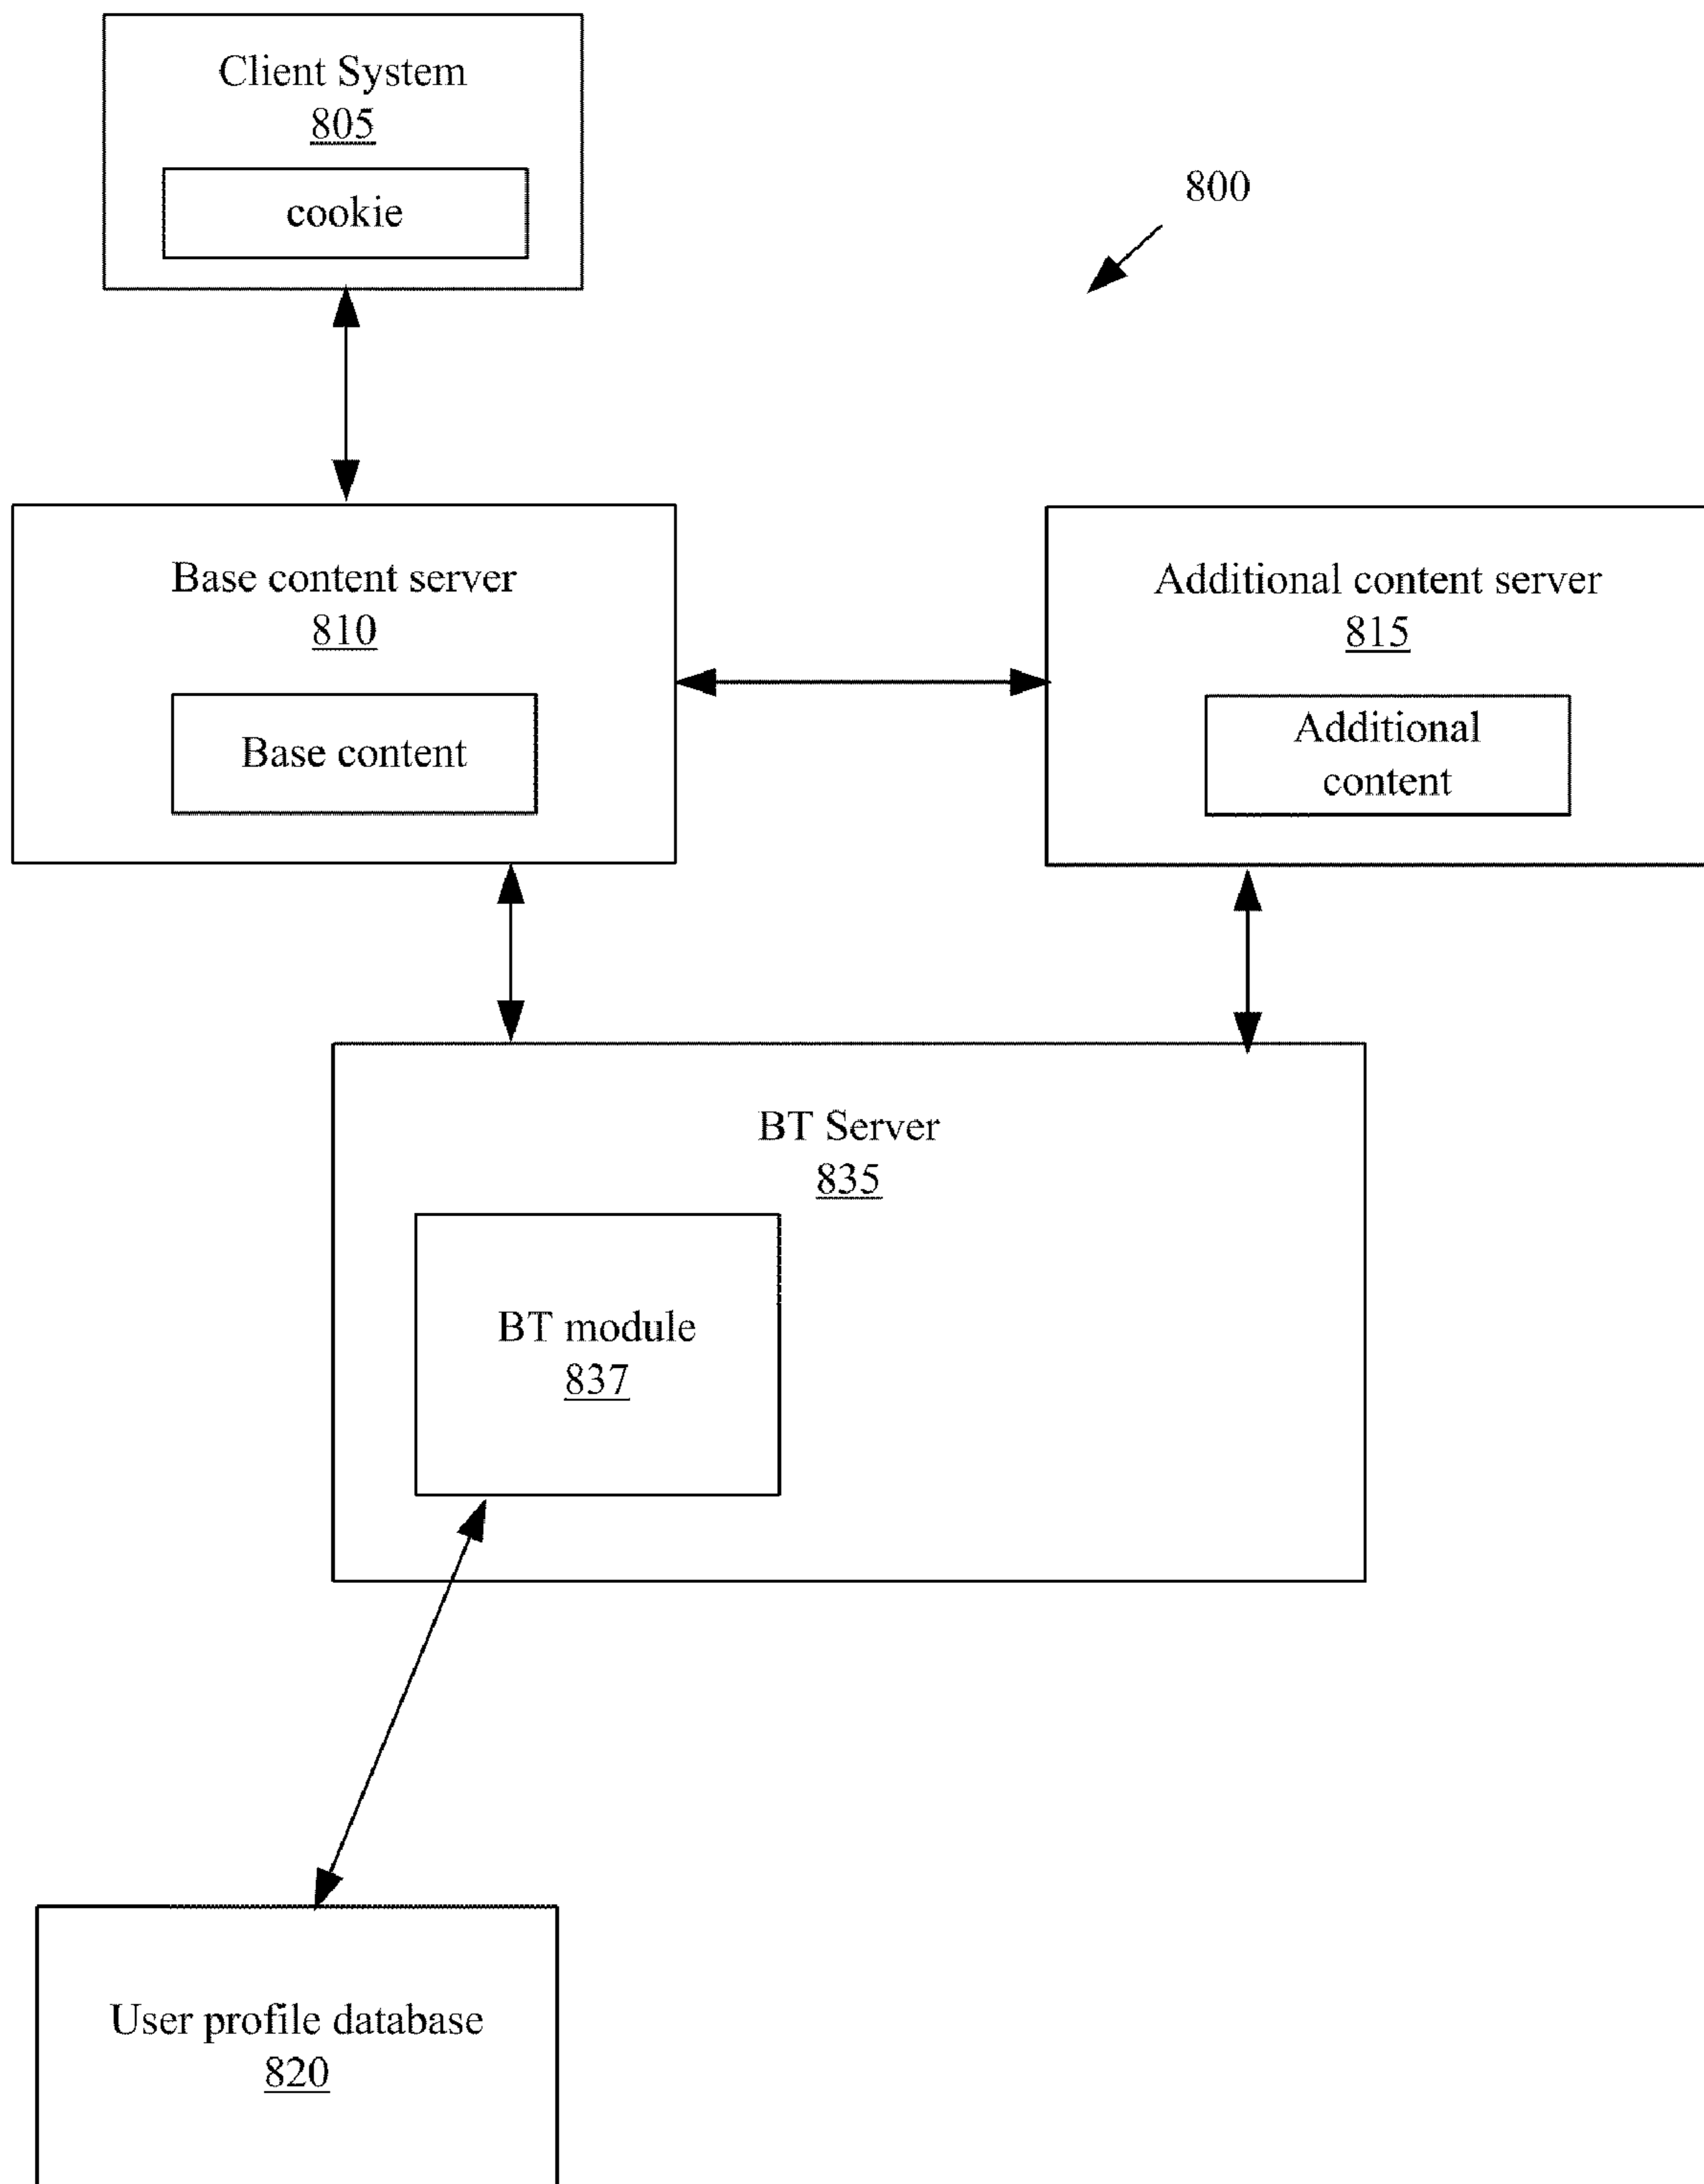 Client System
805
cookie
800
Base content server
810
Base content
Additional content server
815
Additional
content
BT Server
835
BT module
837
User profile database
820